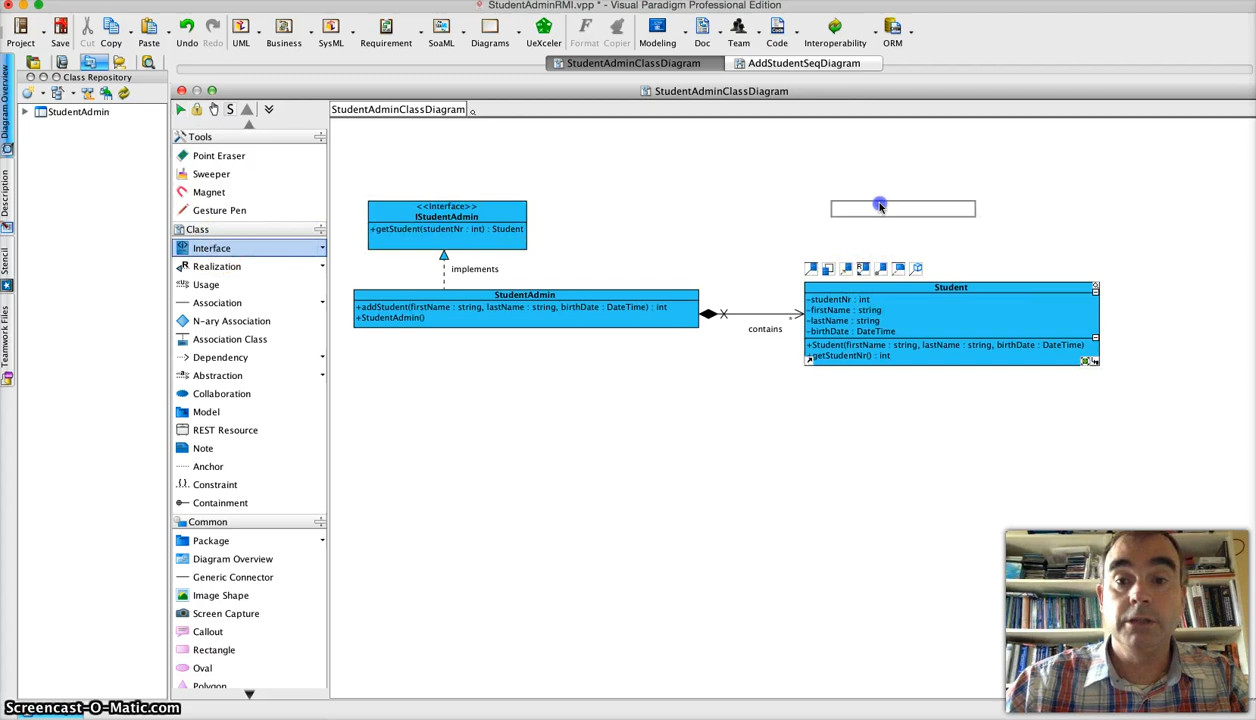 StudentAdminRMI.vpp * - Visual Paradigm Professional Edition
Project Save Cut Copy Paste Undo Redo UML Business SysML Requirement SoaML Diagrams UeXceler Format Copier Modeling Doc Team Code Interoperability ORM
StudentAdminClassDiagram AddStudentSeqDiagram
Class Repository
StudentAdminClassDiagram
StudentAdmin
StudentAdminClassDiagram
Diagram Overview
Description
Stencil
Teamwork Files
S
Tools
Point Eraser
Sweeper
Magnet
Gesture Pen
Class
Interface
Realization
Usage
Association
N-ary Association
Association Class
Dependency
Abstraction
Collaboration
Model
REST Resource
Note
Anchor
Constraint
Containment
Common
Package
Diagram Overview
Generic Connector
Image Shape
Screen Capture
Callout
Rectangle
Oval
Polygon
<<Interface>>
IStudentAdmin
+getStudent(studentNr : int) : Student
implements
StudentAdmin
+addStudent(firstName : string, lastName : string, birthDate : DateTime) : int
+StudentAdmin()
contains
*
Student
-studentNr : int
-firstName : string
-lastName : string
-birthDate : DateTime
+Student(firstName : string, lastName : string, birthDate : DateTime)
+getStudentNr() : int
Screencast-O-Matic.com